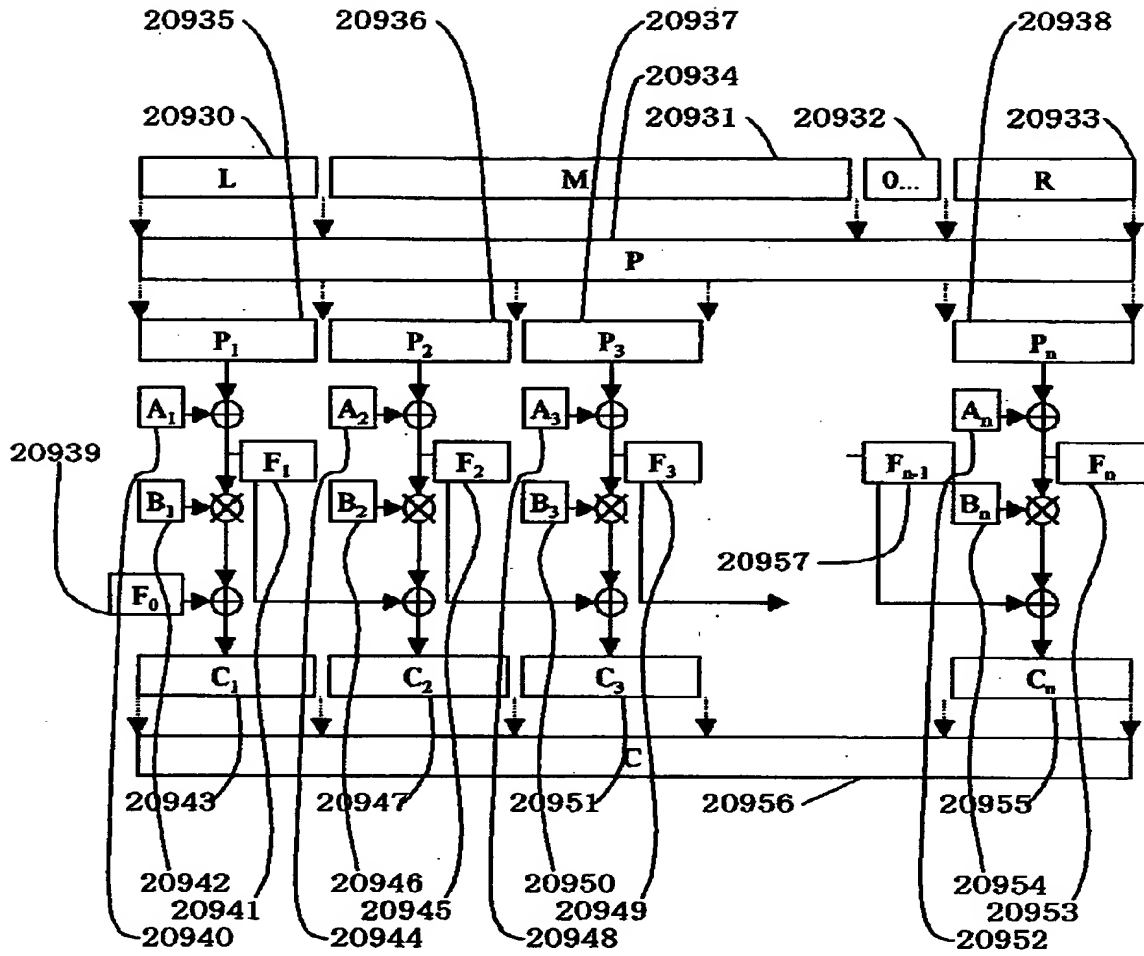 20935 20936 20937 20938
20934
20930 20931 20932 20933
L M 0... R
P
P₁ P₂ P₃ Pₙ
A₁ A₂ A₃ Aₙ
20939 F₁ F₂ F₃ Fₙ₋₁ Fₙ
B₁ B₂ B₃ Bₙ
20957
F₀
C₁ C₂ C₃ Cₙ
C
20943 20947 20951 20956 20955
20942 20946 20950 20954
20941 20945 20949 20953
20940 20944 20948 20952